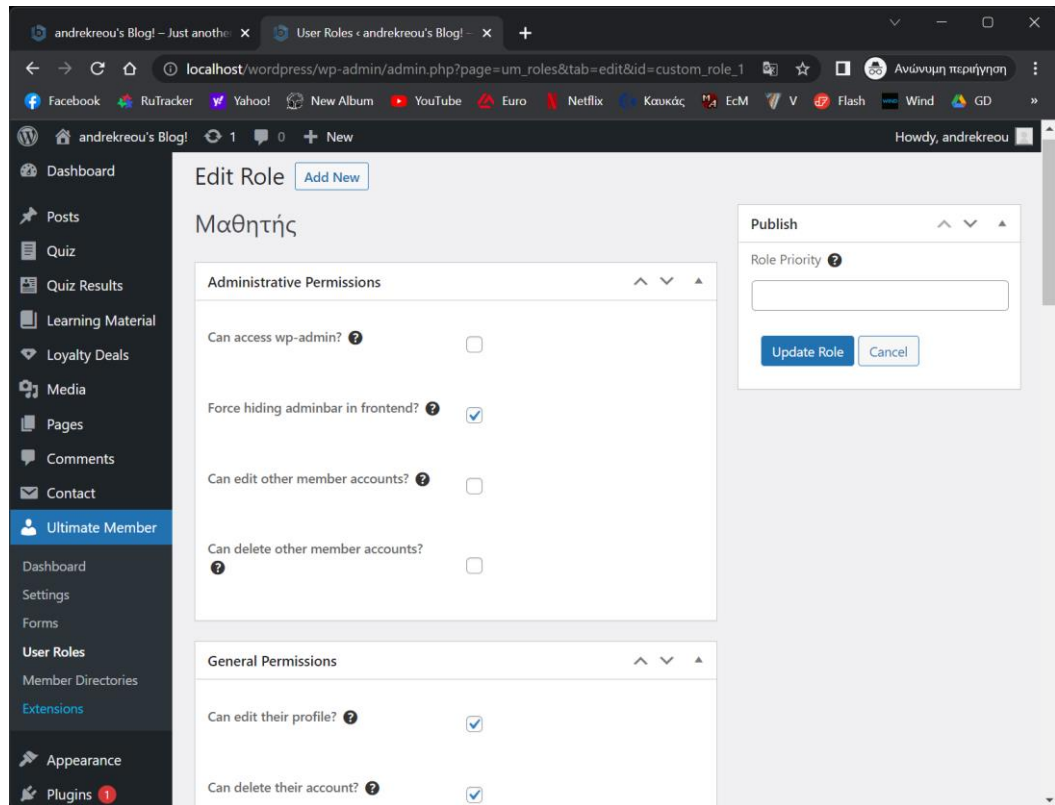 andrekreou's Blog! – Just anothe
User Roles ‹ andrekreou's Blog! –
localhost/wordpress/wp-admin/admin.php?page=um_roles&tab=edit&id=custom_role_1
Ανώνυμη περιήγηση
Facebook RuTracker Yahoo! New Album YouTube Euro Netflix Καυκάς EcM V Flash Wind GD »
andrekreou's Blog! 1 0 + New
Howdy, andrekreou
Dashboard
Posts
Quiz
Quiz Results
Learning Material
Loyalty Deals
Media
Pages
Comments
Contact
Ultimate Member
Dashboard
Settings
Forms
User Roles
Member Directories
Extensions
Appearance
Plugins 1
Edit Role Add New
Μαθητής
Administrative Permissions
Can access wp-admin? ?
Force hiding adminbar in frontend? ?
Can edit other member accounts? ?
Can delete other member accounts?
?
General Permissions
Can edit their profile? ?
Can delete their account? ?
Publish
Role Priority ?
Update Role Cancel